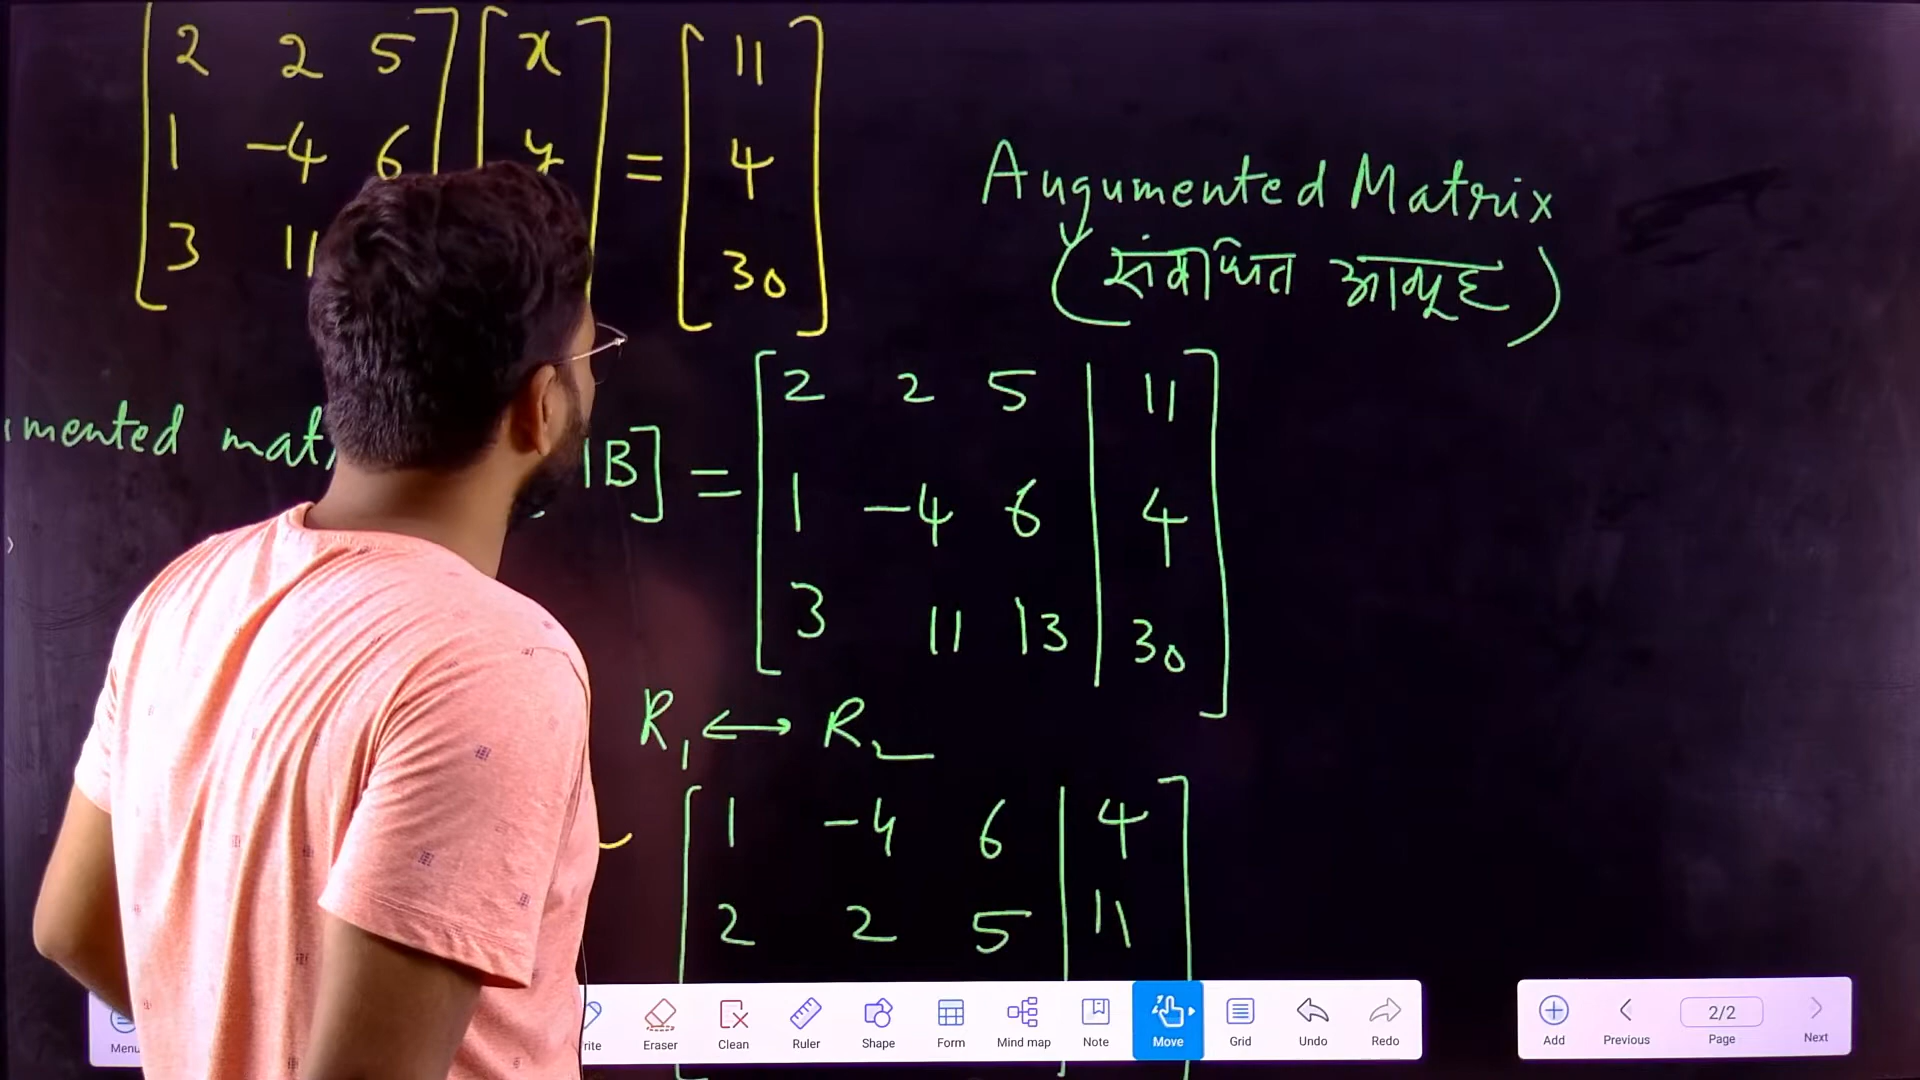 2 2 5 x 11
1 -4 6 y = 4
3 11 30
Augumented Matrix
(संवर्धित आव्यूह)
2 2 5 | 11
mented mat |B] = 1 -4 6 | 4
3 11 13 | 30
R₁ ↔ R₂
1 -4 6 | 4
2 2 5 | 11
Menu rite Eraser Clean Ruler Shape Form Mind map Note Move Grid Undo Redo Add Previous 2/2 Page Next